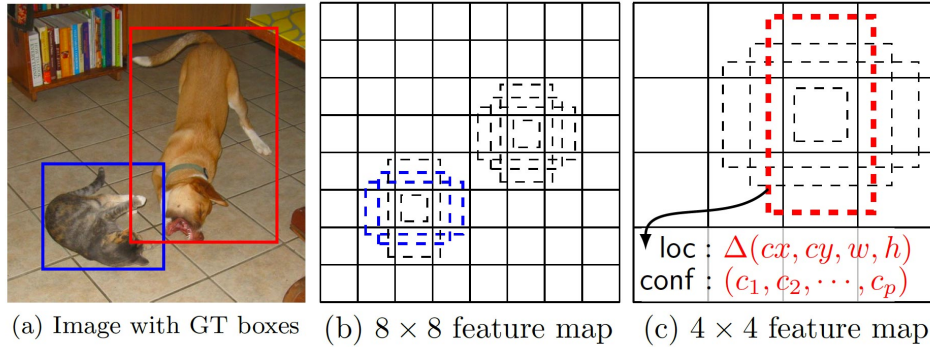 loc : Δ(cx, cy, w, h)
conf : (c₁, c₂, ⋯, cₚ)
(a) Image with GT boxes
(b) 8 × 8 feature map
(c) 4 × 4 feature map